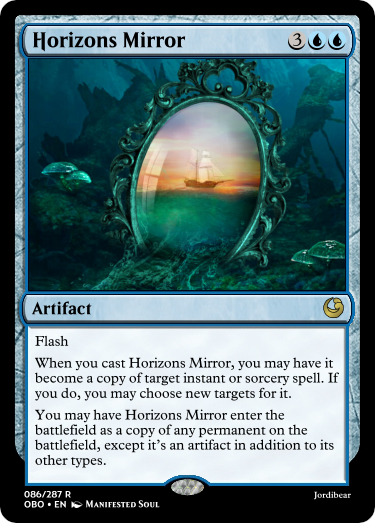 Horizons Mirror 3
Artifact
Flash
When you cast Horizons Mirror, you may have it
become a copy of target instant or sorcery spell. If
you do, you may choose new targets for it.
You may have Horizons Mirror enter the
battlefield as a copy of any permanent on the
battlefield, except it's an artifact in addition to its
other types.
086/287 R
OBO • EN Manifested Soul
Jordibear